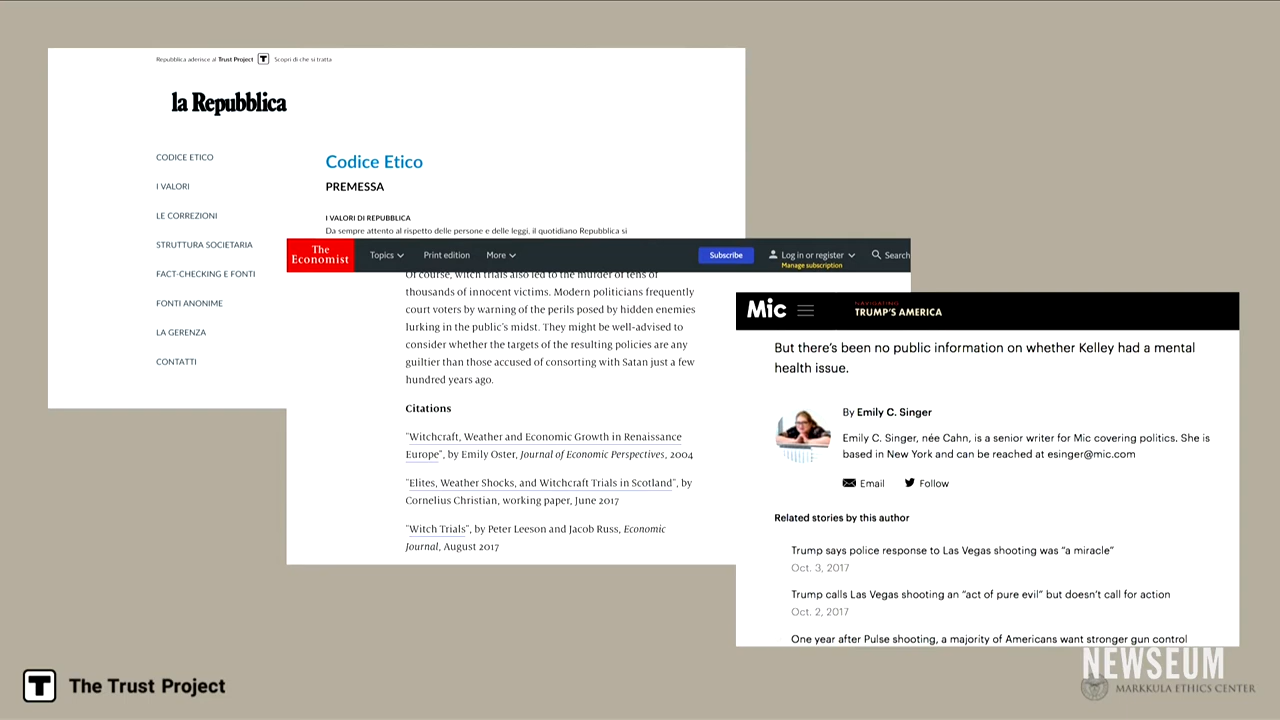 Repubblica aderisce al Trust Project T Scopri di che si tratta
la Repubblica
CODICE ETICO
I VALORI
LE CORREZIONI
STRUTTURA SOCIETARIA
FACT-CHECKING E FONTI
FONTI ANONIME
LA GERENZA
CONTATTI
Codice Etico
PREMESSA
I VALORI DI REPUBBLICA
Da sempre attento al rispetto delle persone e delle leggi, il quotidiano Repubblica si
The
Economist
Topics
Print edition
More
Subscribe
Log in or register
Manage subscription
Search
Of course, witch trials also led to the murder of tens of
thousands of innocent victims. Modern politicians frequently
court voters by warning of the perils posed by hidden enemies
lurking in the public's midst. They might be well-advised to
consider whether the targets of the resulting policies are any
guiltier than those accused of consorting with Satan just a few
hundred years ago.
Citations
"Witchcraft, Weather and Economic Growth in Renaissance
Europe", by Emily Oster, Journal of Economic Perspectives, 2004
"Elites, Weather Shocks, and Witchcraft Trials in Scotland", by
Cornelius Christian, working paper, June 2017
"Witch Trials", by Peter Leeson and Jacob Russ, Economic
Journal, August 2017
Mic
NAVIGATING
TRUMP'S AMERICA
But there's been no public information on whether Kelley had a mental
health issue.
By Emily C. Singer
Emily C. Singer, née Cahn, is a senior writer for Mic covering politics. She is
based in New York and can be reached at esinger@mic.com
Email
Follow
Related stories by this author
Trump says police response to Las Vegas shooting was "a miracle"
Oct. 3, 2017
Trump calls Las Vegas shooting an "act of pure evil" but doesn't call for action
Oct. 2, 2017
One year after Pulse shooting, a majority of Americans want stronger gun control
T The Trust Project
NEWSEUM
MARKKULA ETHICS CENTER